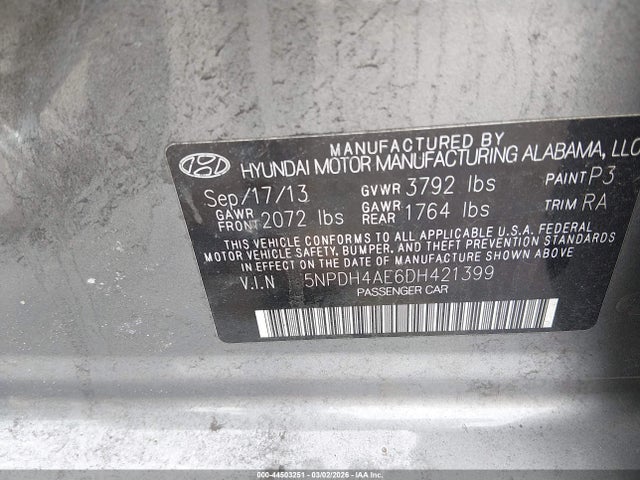 MANUFACTURED BY
HYUNDAI MOTOR MANUFACTURING ALABAMA, LLC
Sep/17/13 GVWR 3792 lbs PAINT P3
GAWR FRONT 2072 lbs GAWR REAR 1764 lbs TRIM RA
THIS VEHICLE CONFORMS TO ALL APPLICABLE U.S.A. FEDERAL
MOTOR VEHICLE SAFETY, BUMPER, AND THEFT PREVENTION STANDARDS
IN EFFECT ON THE DATE OF MANUFACTURE SHOWN ABOVE
V.I.N 5NPDH4AE6DH421399
PASSENGER CAR
000-44503251 - 03/02/2026 - IAA Inc.